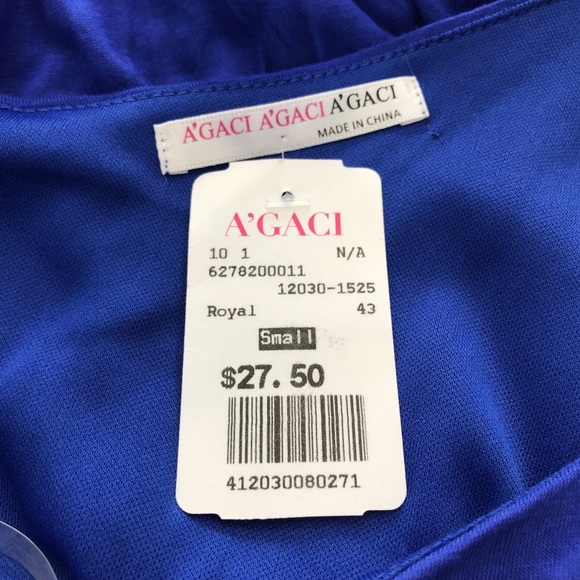 A'GACI A'GACI A'GACI
MADE IN CHINA
A'GACI
10 1 N/A
6278200011
12030-1525
Royal 43
Small
$27.50
412030080271